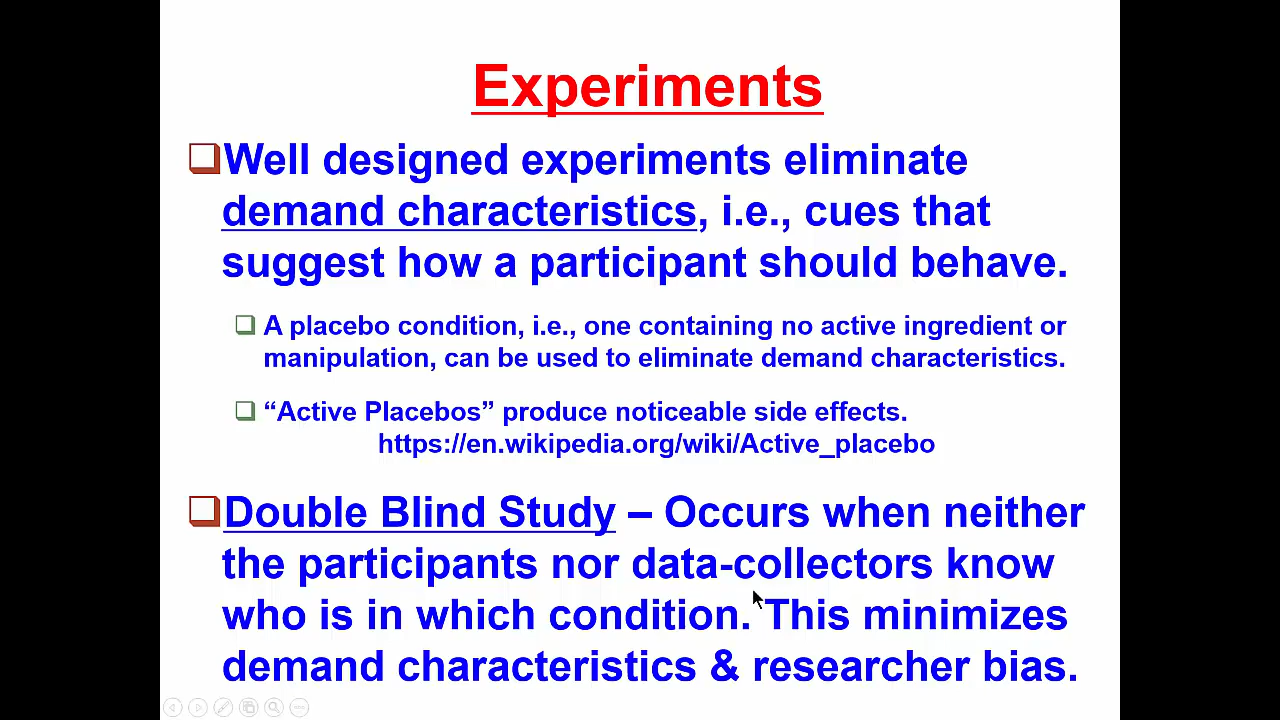 Experiments
Well designed experiments eliminate
demand characteristics, i.e., cues that
suggest how a participant should behave.
A placebo condition, i.e., one containing no active ingredient or
manipulation, can be used to eliminate demand characteristics.
“Active Placebos” produce noticeable side effects.
https://en.wikipedia.org/wiki/Active_placebo
Double Blind Study – Occurs when neither
the participants nor data-collectors know
who is in which condition. This minimizes
demand characteristics & researcher bias.